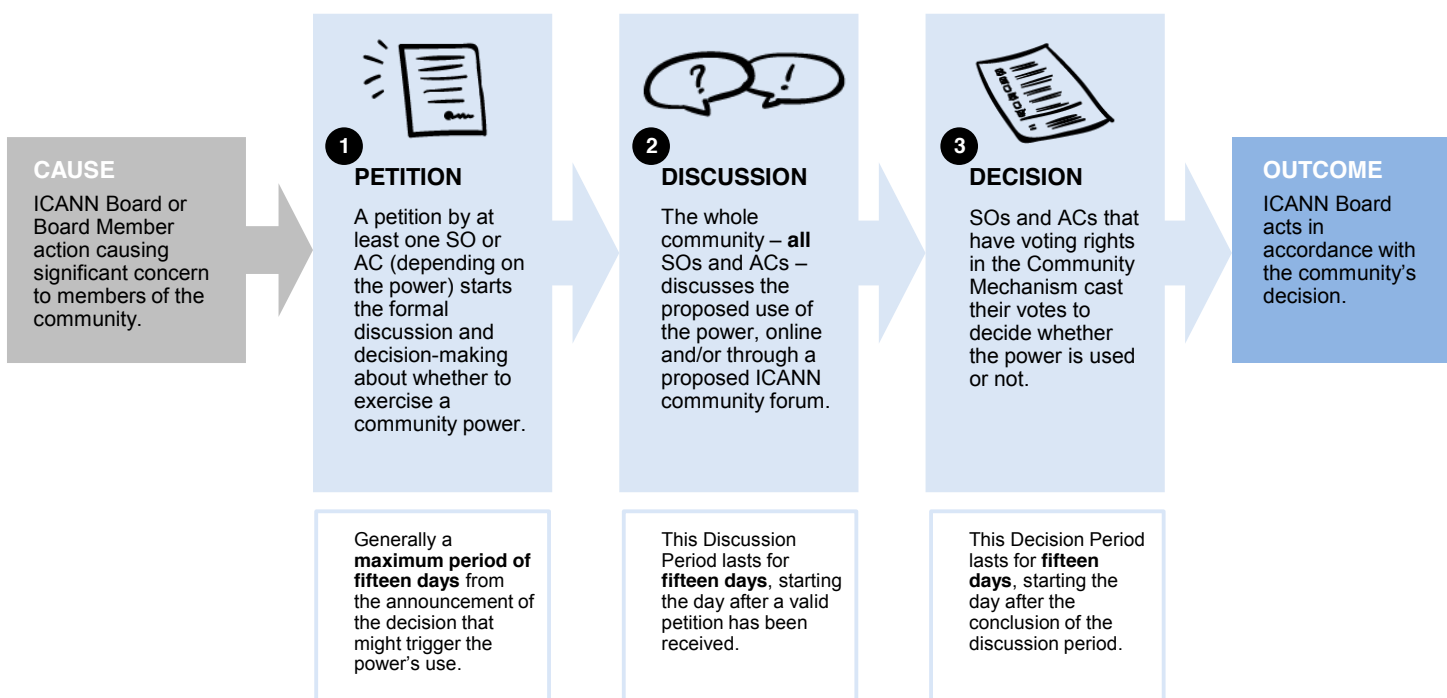 CAUSE
ICANN Board or
Board Member
action causing
significant concern
to members of the
community.
1
PETITION
A petition by at
least one SO or
AC (depending on
the power) starts
the formal
discussion and
decision-making
about whether to
exercise a
community power.
Generally a
maximum period of
fifteen days from
the announcement of
the decision that
might trigger the
power’s use.
?
!
2
DISCUSSION
The whole
community – all
SOs and ACs –
discusses the
proposed use of
the power, online
and/or through a
proposed ICANN
community forum.
This Discussion
Period lasts for
fifteen days, starting
the day after a valid
petition has been
received.
3
DECISION
SOs and ACs that
have voting rights
in the Community
Mechanism cast
their votes to
decide whether
the power is used
or not.
This Decision Period
lasts for fifteen
days, starting the
day after the
conclusion of the
discussion period.
OUTCOME
ICANN Board
acts in
accordance with
the community’s
decision.